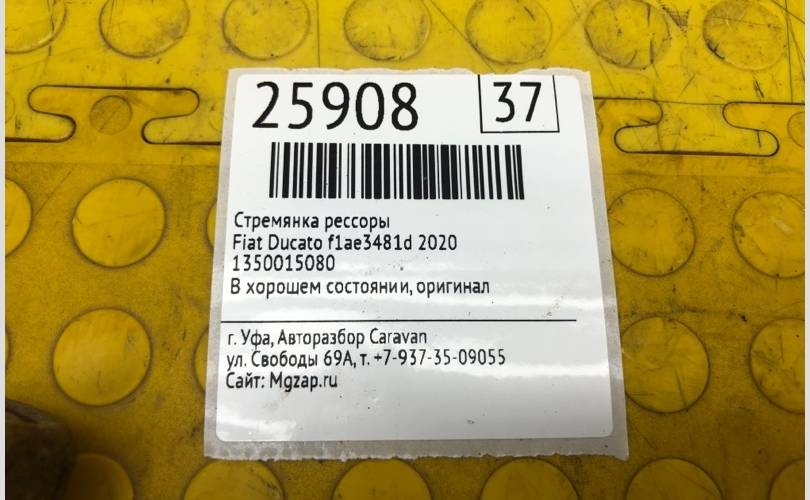 25908 37
Стремянка рессоры
Fiat Ducato f1ae3481d 2020
1350015080
В хорошем состоянии, оригинал
г. Уфа, Авторазбор Caravan
ул. Свободы 69А, т. +7-937-35-09055
Сайт: Mgzap.ru